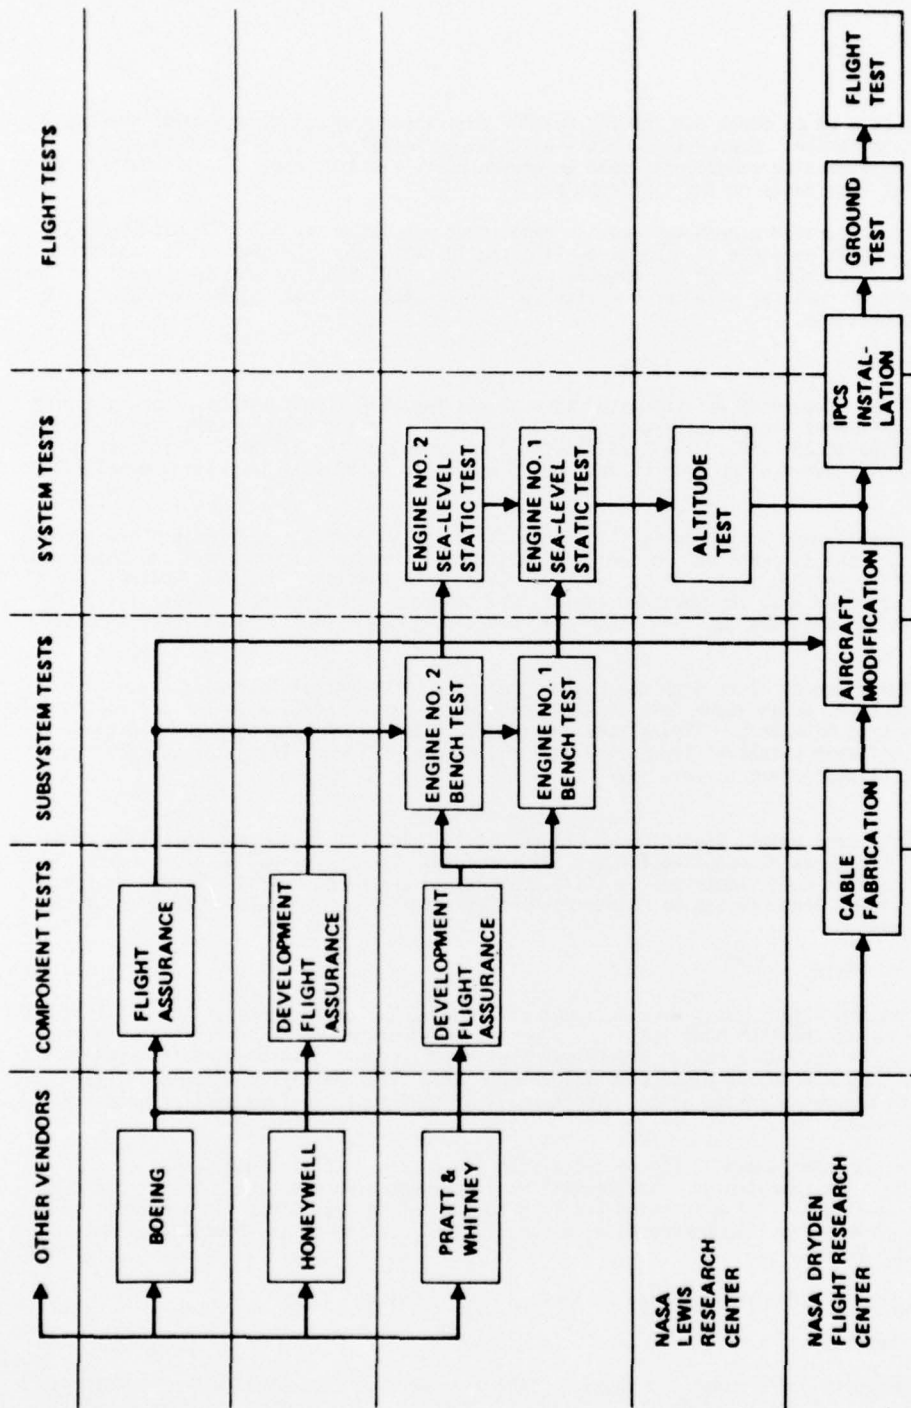 OTHER VENDORS
COMPONENT TESTS
SUBSYSTEM TESTS
SYSTEM TESTS
FLIGHT TESTS
BOEING
FLIGHT
ASSURANCE
HONEYWELL
DEVELOPMENT
FLIGHT
ASSURANCE
PRATT &
WHITNEY
DEVELOPMENT
FLIGHT
ASSURANCE
ENGINE NO. 2
BENCH TEST
ENGINE NO. 2
SEA-LEVEL
STATIC TEST
ENGINE NO. 1
BENCH TEST
ENGINE NO. 1
SEA-LEVEL
STATIC TEST
NASA
LEWIS
RESEARCH
CENTER
ALTITUDE
TEST
NASA DRYDEN
FLIGHT RESEARCH
CENTER
CABLE
FABRICATION
AIRCRAFT
MODIFICATION
IPCS
INSTAL-
LATION
GROUND
TEST
FLIGHT
TEST